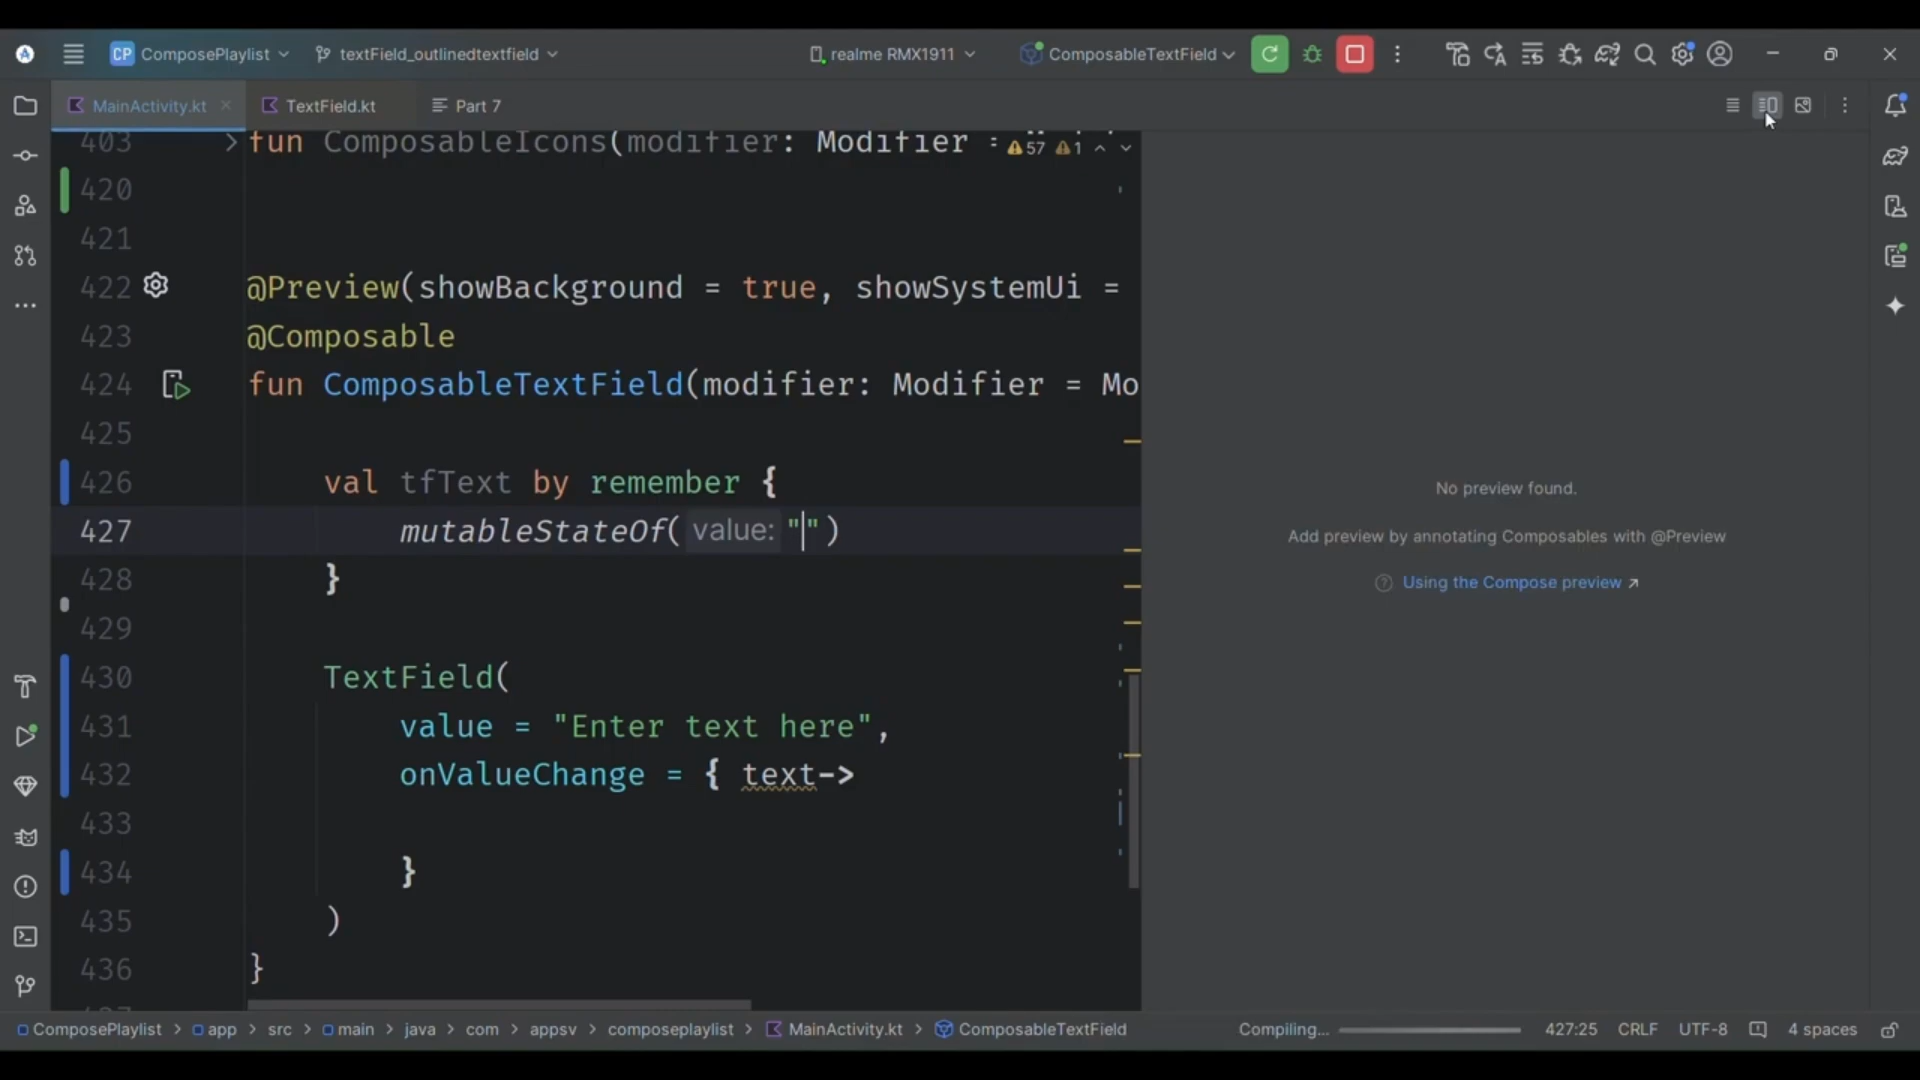 CP ComposePlaylist textField_outlinedtextfield realme RMX1911 ComposableTextField
MainActivity.kt TextField.kt Part 7
403 fun ComposableIcons(modifier: Modifier = 57 1
420
421
422 @Preview(showBackground = true, showSystemUi =
423 @Composable
424 fun ComposableTextField(modifier: Modifier = Mo
425
426 val tfText by remember {
427 mutableStateOf( value: "")
428 }
429
430 TextField(
431 value = "Enter text here",
432 onValueChange = { text->
433
434 }
435 )
436 }
No preview found.
Add preview by annotating Composables with @Preview
Using the Compose preview ↗
ComposePlaylist > app > src > main > java > com > appsv > composeplaylist > MainActivity.kt > ComposableTextField Compiling... 427:25 CRLF UTF-8 4 spaces